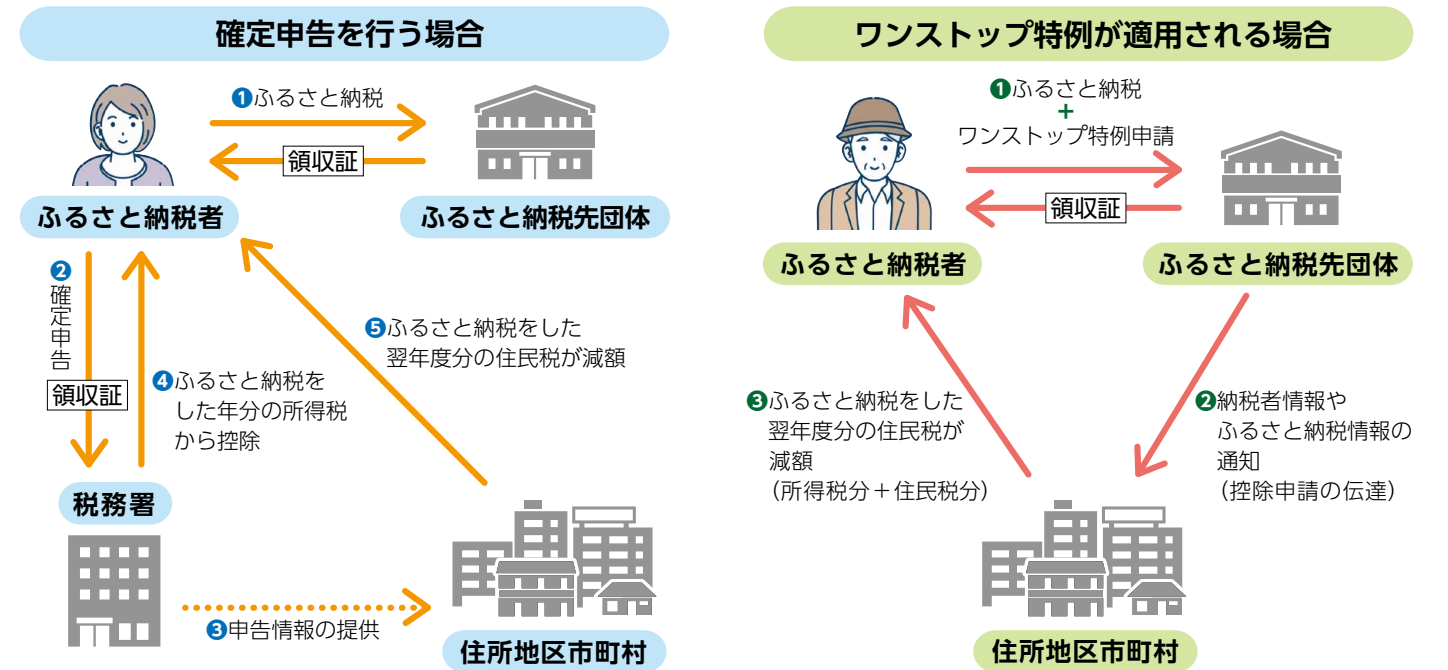 確定申告を行う場合
❶ふるさと納税
領収証
ふるさと納税者
ふるさと納税先団体
❷確定申告
領収証
❹ふるさと納税を
した年分の所得税
から控除
❺ふるさと納税をした
翌年度分の住民税が減額
税務署
❸申告情報の提供
住所地区市町村
ワンストップ特例が適用される場合
❶ふるさと納税
+
ワンストップ特例申請
領収証
ふるさと納税者
ふるさと納税先団体
❷納税者情報や
ふるさと納税情報の
通知
(控除申請の伝達)
❸ふるさと納税をした
翌年度分の住民税が
減額
(所得税分+住民税分)
住所地区市町村